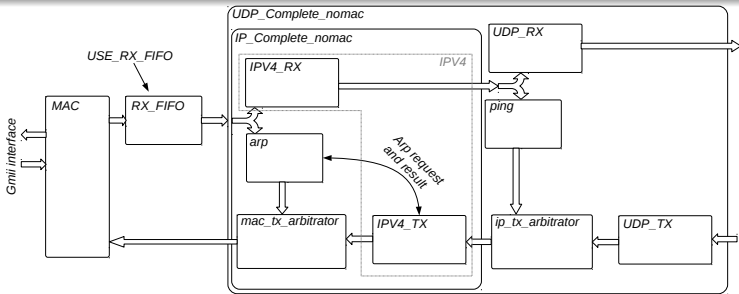 UDP_Complete_nomac
IP_Complete_nomac
UDP_RX
USE_RX_FIFO
IPV4
IPV4_RX
MAC
RX_FIFO
ping
Gmii interface
arp
Arp request
and result
mac_tx_arbitrator
IPV4_TX
ip_tx_arbitrator
UDP_TX